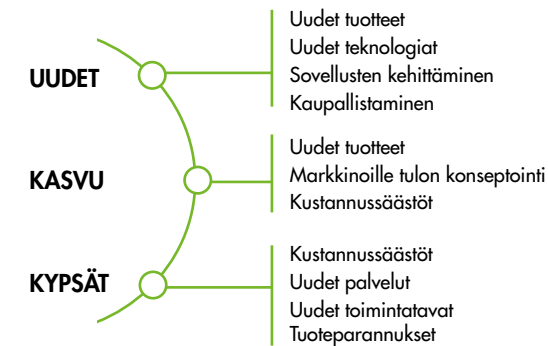 UUDET
Uudet tuotteet
Uudet teknologiat
Sovellusten kehittäminen
Kaupallistaminen
KASVU
Uudet tuotteet
Markkinoille tulon konseptointi
Kustannussäästöt
KYPSÄT
Kustannussäästöt
Uudet palvelut
Uudet toimintatavat
Tuoteparannukset